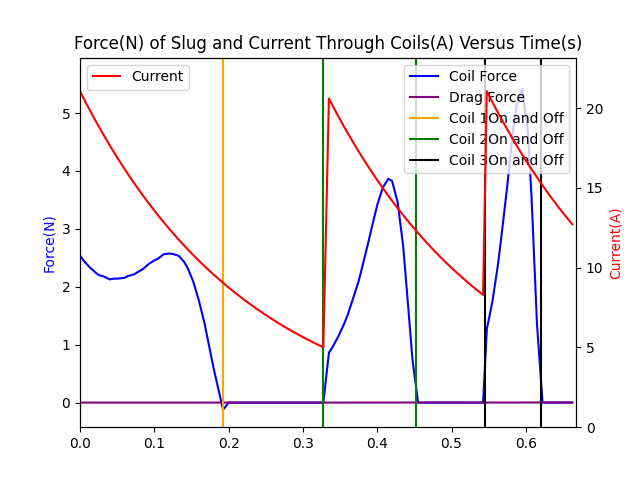 Force(N) of Slug and Current Through Coils(A) Versus Time(s)
Current
Coil Force
Drag Force
Coil 1On and Off
Coil 2On and Off
Coil 3On and Off
Force(N)
5
4
3
2
1
0
20
15
10
5
0
Current(A)
0.0 0.1 0.2 0.3 0.4 0.5 0.6